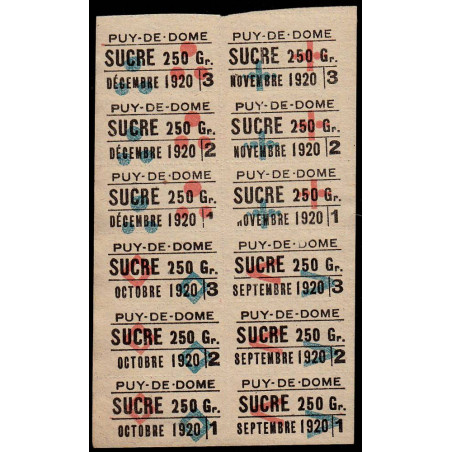 PUY-DE-DOME
SUCRE 250 Gr.
DÉCEMBRE 1920 3
PUY-DE-DOME
SUCRE 250 Gr.
NOVEMBRE 1920 3
PUY-DE-DOME
SUCRE 250 Gr.
DÉCEMBRE 1920 2
PUY-DE-DOME
SUCRE 250 Gr.
NOVEMBRE 1920 2
PUY-DE-DOME
SUCRE 250 Gr.
DÉCEMBRE 1920 1
PUY-DE-DOME
SUCRE 250 Gr.
NOVEMBRE 1920 1
PUY-DE-DOME
SUCRE 250 Gr.
OCTOBRE 1920 3
PUY-DE-DOME
SUCRE 250 Gr.
SEPTEMBRE 1920 3
PUY-DE-DOME
SUCRE 250 Gr.
OCTOBRE 1920 2
PUY-DE-DOME
SUCRE 250 Gr.
SEPTEMBRE 1920 2
PUY-DE-DOME
SUCRE 250 Gr.
OCTOBRE 1920 1
PUY-DE-DOME
SUCRE 250 Gr.
SEPTEMBRE 1920 1